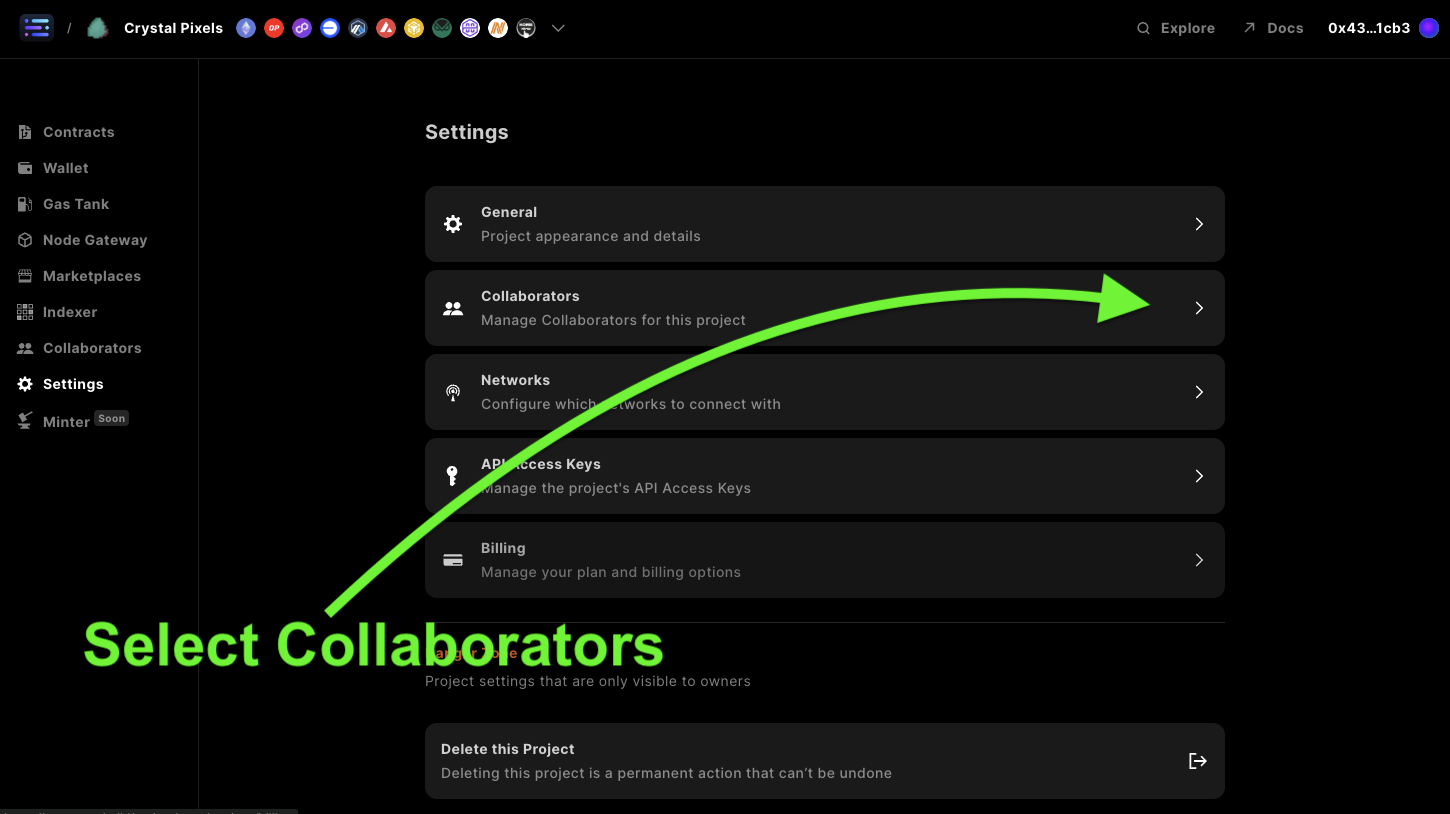 / Crystal Pixels
Explore
Docs
0x43...1cb3
Contracts
Wallet
Gas Tank
Node Gateway
Marketplaces
Indexer
Collaborators
Settings
Minter Soon
Settings
General
Project appearance and details
Collaborators
Manage Collaborators for this project
Networks
Configure which networks to connect with
API Access Keys
Manage the project's API Access Keys
Billing
Manage your plan and billing options
Select Collaborators
Danger Zone
Project settings that are only visible to owners
Delete this Project
Deleting this project is a permanent action that can't be undone